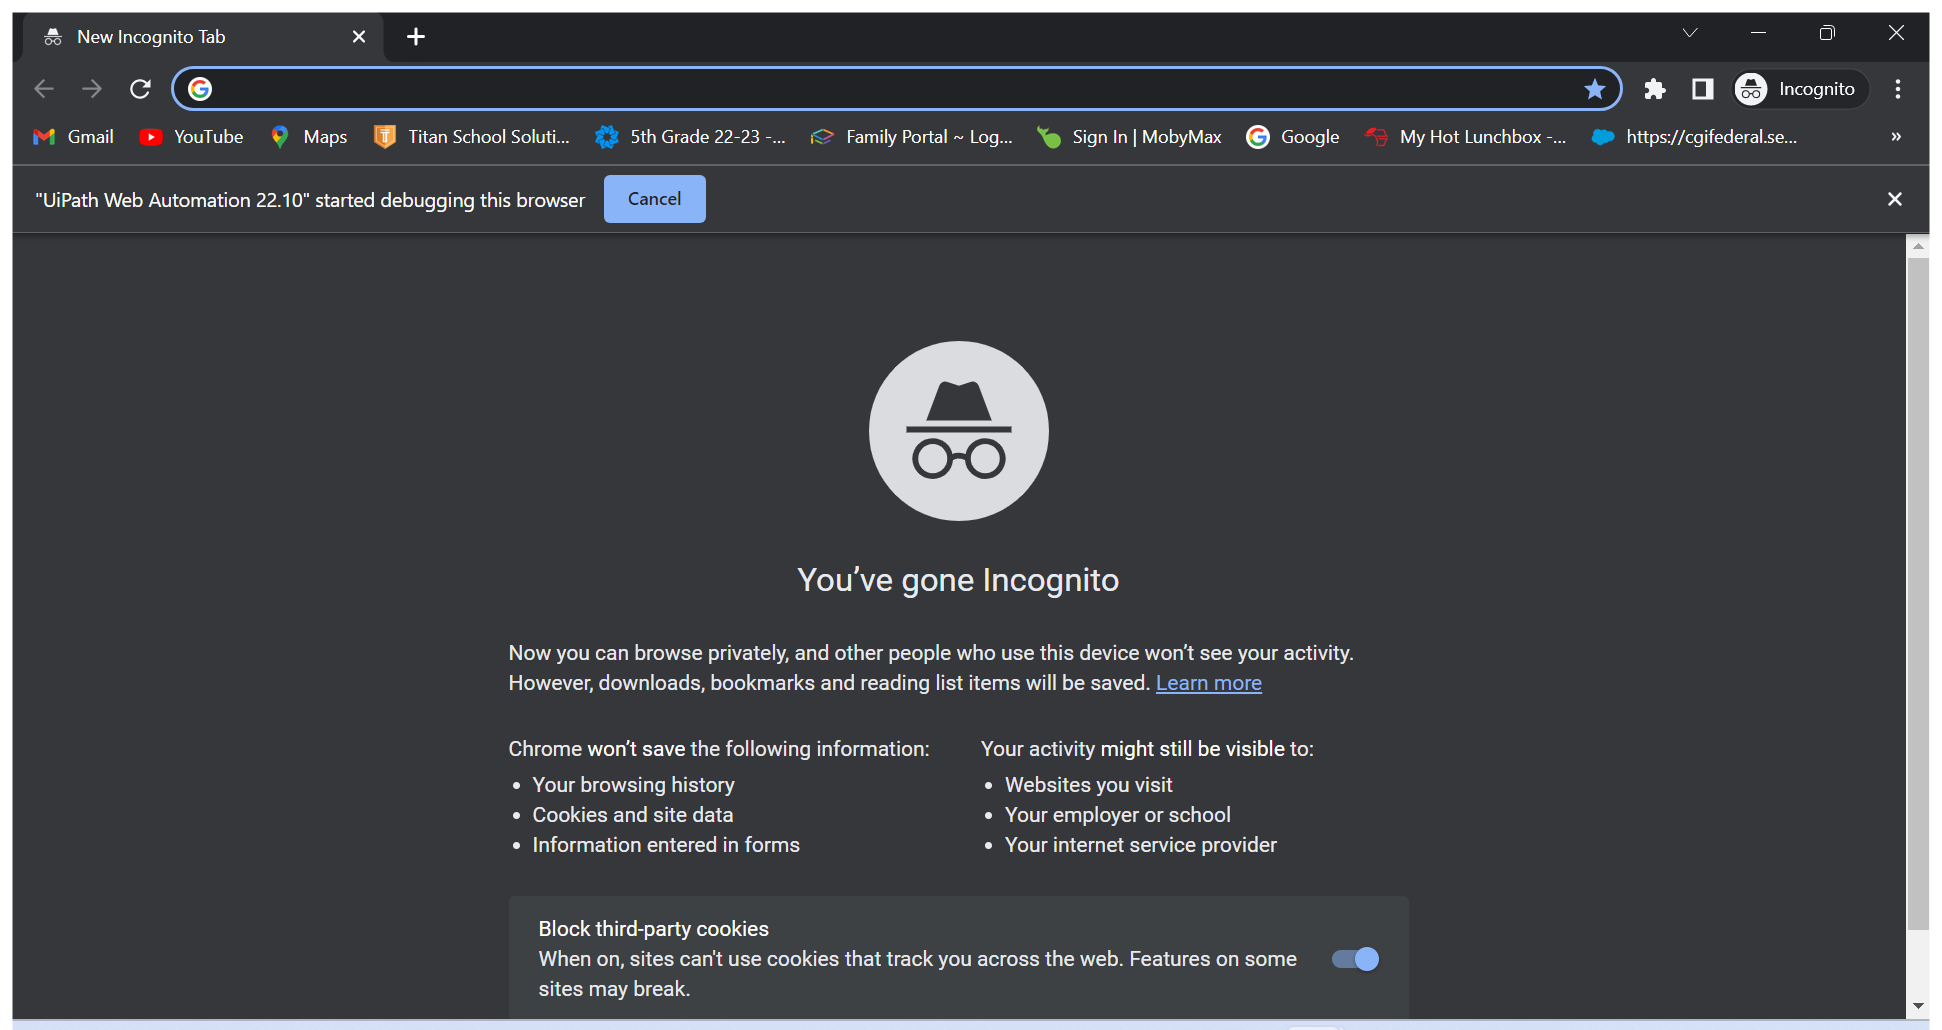 New Incognito Tab
Incognito
Gmail YouTube Maps Titan School Soluti... 5th Grade 22-23 -... Family Portal ~ Log... Sign In | MobyMax Google My Hot Lunchbox -... https://cgifederal.se... »
"UiPath Web Automation 22.10" started debugging this browser Cancel
You’ve gone Incognito
Now you can browse privately, and other people who use this device won’t see your activity.
However, downloads, bookmarks and reading list items will be saved. Learn more
Chrome won’t save the following information:
• Your browsing history
• Cookies and site data
• Information entered in forms
Your activity might still be visible to:
• Websites you visit
• Your employer or school
• Your internet service provider
Block third-party cookies
When on, sites can't use cookies that track you across the web. Features on some
sites may break.